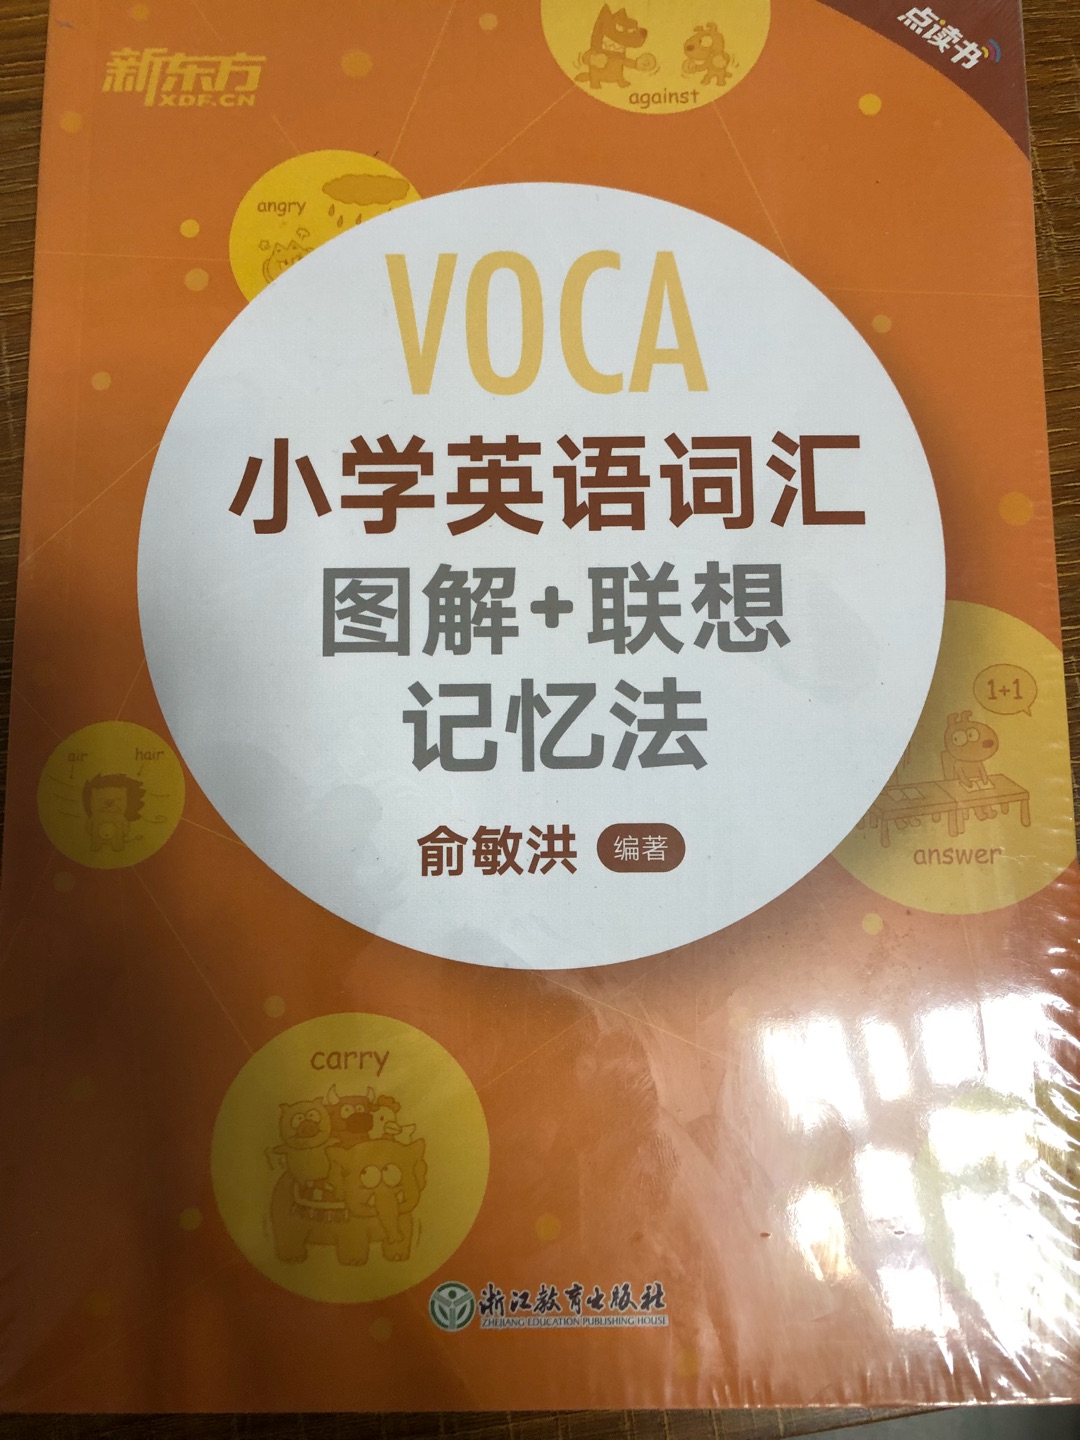 新东方
XDF.CN
点读书
against
angry
VOCA
小学英语词汇
图解+联想
记忆法
俞敏洪 编著
air hair
1+1
answer
carry
浙江教育出版社
ZHEJIANG EDUCATION PUBLISHING HOUSE